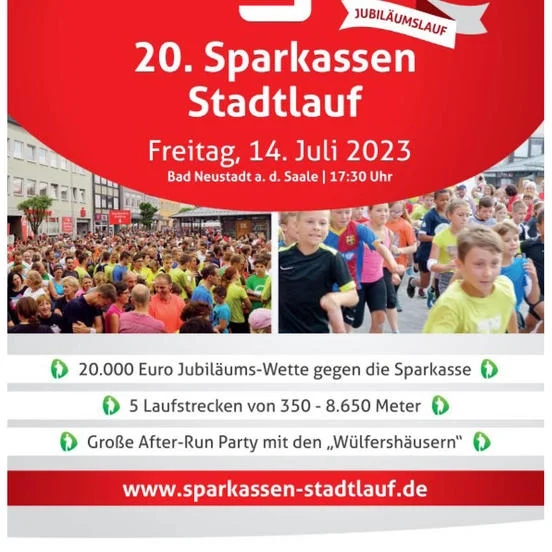 JUBILÄUMSLAUF
20. Sparkassen
Stadtlauf
Freitag, 14. Juli 2023
Bad Neustadt a. d. Saale | 17:30 Uhr
20.000 Euro Jubiläums-Wette gegen die Sparkasse
5 Laufstrecken von 350 - 8.650 Meter
Große After-Run Party mit den „Wülfershäusern“
www.sparkassen-stadtlauf.de